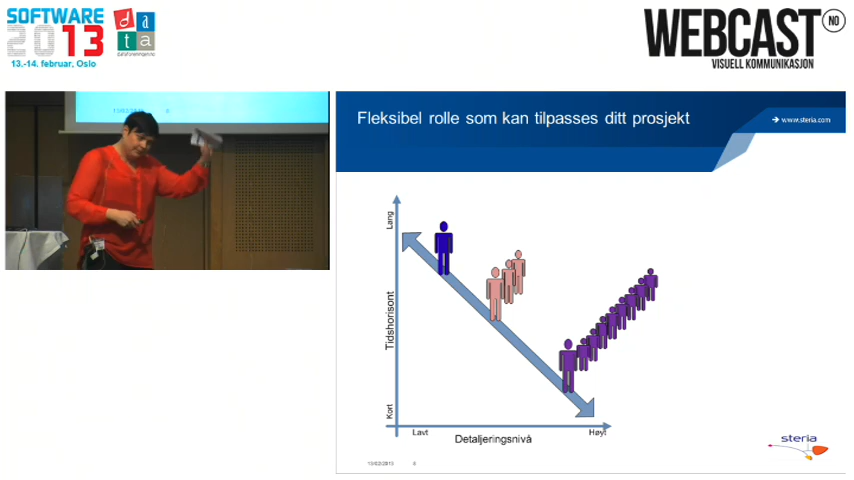 SOFTWARE
2013
13.-14. februar, Oslo
data
WEBCAST NO
VISUELL KOMMUNIKASJON
Fleksibel rolle som kan tilpasses ditt prosjekt
www.steria.com
Lang
Tidshorisont
Kort
Lavt
Høyt
Detaljeringsnivå
steria
13/02/2013 8